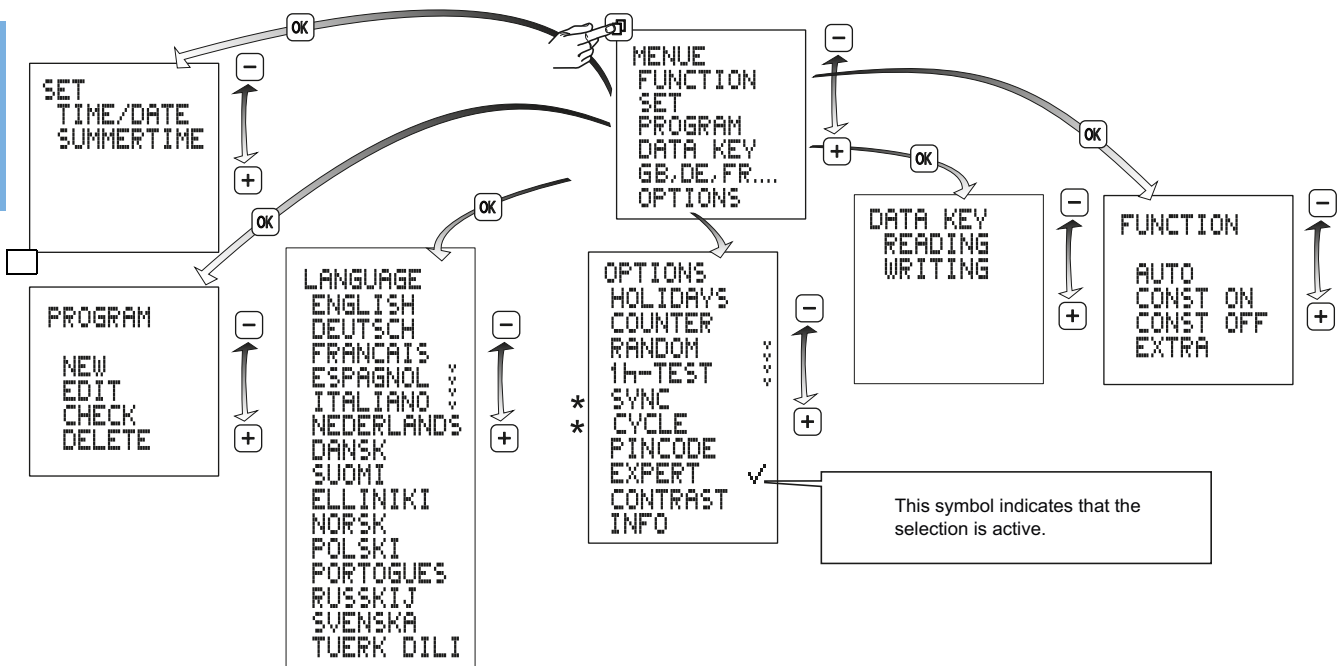 OK
SET
TIME/DATE
SUMMERTIME
−
+
MENUE
FUNCTION
SET
PROGRAM
DATA KEY
GB,DE,FR....
OPTIONS
−
+
OK
OK
OK
OK
PROGRAM
NEW
EDIT
CHECK
DELETE
−
+
LANGUAGE
ENGLISH
DEUTSCH
FRANCAIS
ESPAGNOL
ITALIANO
NEDERLANDS
DANSK
SUOMI
ELLINIKI
NORSK
POLSKI
PORTOGUES
RUSSKIJ
SVENSKA
TUERK DILI
−
+
OPTIONS
HOLIDAYS
COUNTER
RANDOM
1h-TEST
* SYNC
* CYCLE
PINCODE
EXPERT ✓
CONTRAST
INFO
−
+
DATA KEY
READING
WRITING
−
+
FUNCTION
AUTO
CONST ON
CONST OFF
EXTRA
−
+
This symbol indicates that the
selection is active.